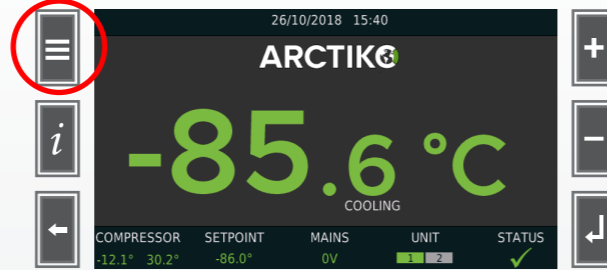 26/10/2018 15:40
ARCTIKO
-85.6 °C
COOLING
COMPRESSOR SETPOINT MAINS UNIT STATUS
-12.1° 30.2° -86.0° 0V 1 2
i
+
−